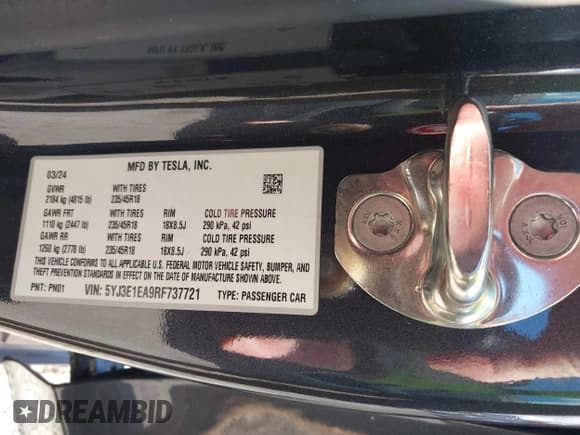 MFD BY TESLA, INC.
03/24
GVWR WITH TIRES
2184 kg (4815 lb) 235/45R18
GAWR FRT WITH TIRES RIM COLD TIRE PRESSURE
1110 kg (2447 lb) 235/45R18 18X8.5J 290 kPa, 42 psi
GAWR RR WITH TIRES RIM COLD TIRE PRESSURE
1260 kg (2778 lb) 235/45R18 18X8.5J 290 kPa, 42 psi
THIS VEHICLE CONFORMS TO ALL APPLICABLE U.S. FEDERAL MOTOR VEHICLE SAFETY, BUMPER, AND
THEFT PREVENTION STANDARDS IN EFFECT ON THE DATE OF MANUFACTURE SHOWN ABOVE.
PNT: PN01 VIN: 5YJ3E1EA9RF737721 TYPE: PASSENGER CAR
DREAMBID